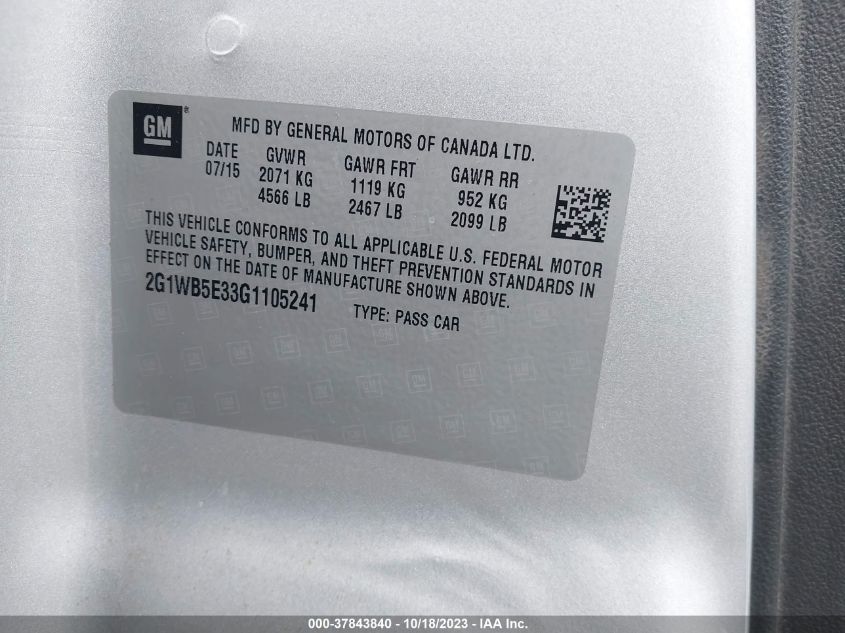 GM®
MFD BY GENERAL MOTORS OF CANADA LTD.
DATE GVWR GAWR FRT GAWR RR
07/15 2071 KG 1119 KG 952 KG
4566 LB 2467 LB 2099 LB
THIS VEHICLE CONFORMS TO ALL APPLICABLE U.S. FEDERAL MOTOR
VEHICLE SAFETY, BUMPER, AND THEFT PREVENTION STANDARDS IN
EFFECT ON THE DATE OF MANUFACTURE SHOWN ABOVE.
2G1WB5E33G1105241 TYPE: PASS CAR
000-37843840 - 10/18/2023 - IAA Inc.